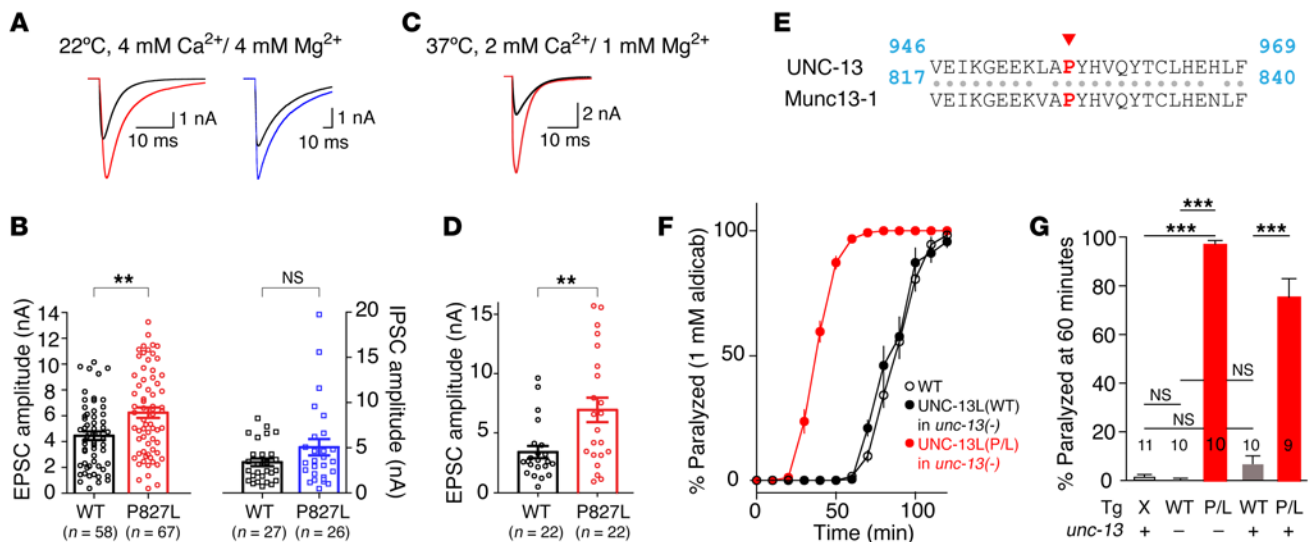 A
22ºC, 4 mM Ca2+/ 4 mM Mg2+
1 nA
10 ms
1 nA
10 ms
B
**
NS
EPSC amplitude (nA)
14
12
10
8
6
4
2
0
20
15
10
5
0
IPSC amplitude (nA)
WT
P827L
WT
P827L
(n = 58)
(n = 67)
(n = 27)
(n = 26)
C
37ºC, 2 mM Ca2+/ 1 mM Mg2+
2 nA
10 ms
D
**
EPSC amplitude (nA)
15
10
5
0
WT
P827L
(n = 22)
(n = 22)
E
946
969
UNC-13
VEIKGEEKLAPYHVQYTCLHEHLF
817
840
Munc13-1
VEIKGEEKVAPYHVQYTCLHENLF
F
% Paralyzed (1 mM aldicab)
100
50
0
0
50
100
Time (min)
WT
UNC-13L(WT)
in unc-13(-)
UNC-13L(P/L)
in unc-13(-)
G
***
***
***
% Paralyzed at 60 minutes
100
80
60
40
20
0
NS
NS
NS
11
10
10
10
9
Tg
X
WT
P/L
WT
P/L
unc-13
+
−
−
+
+